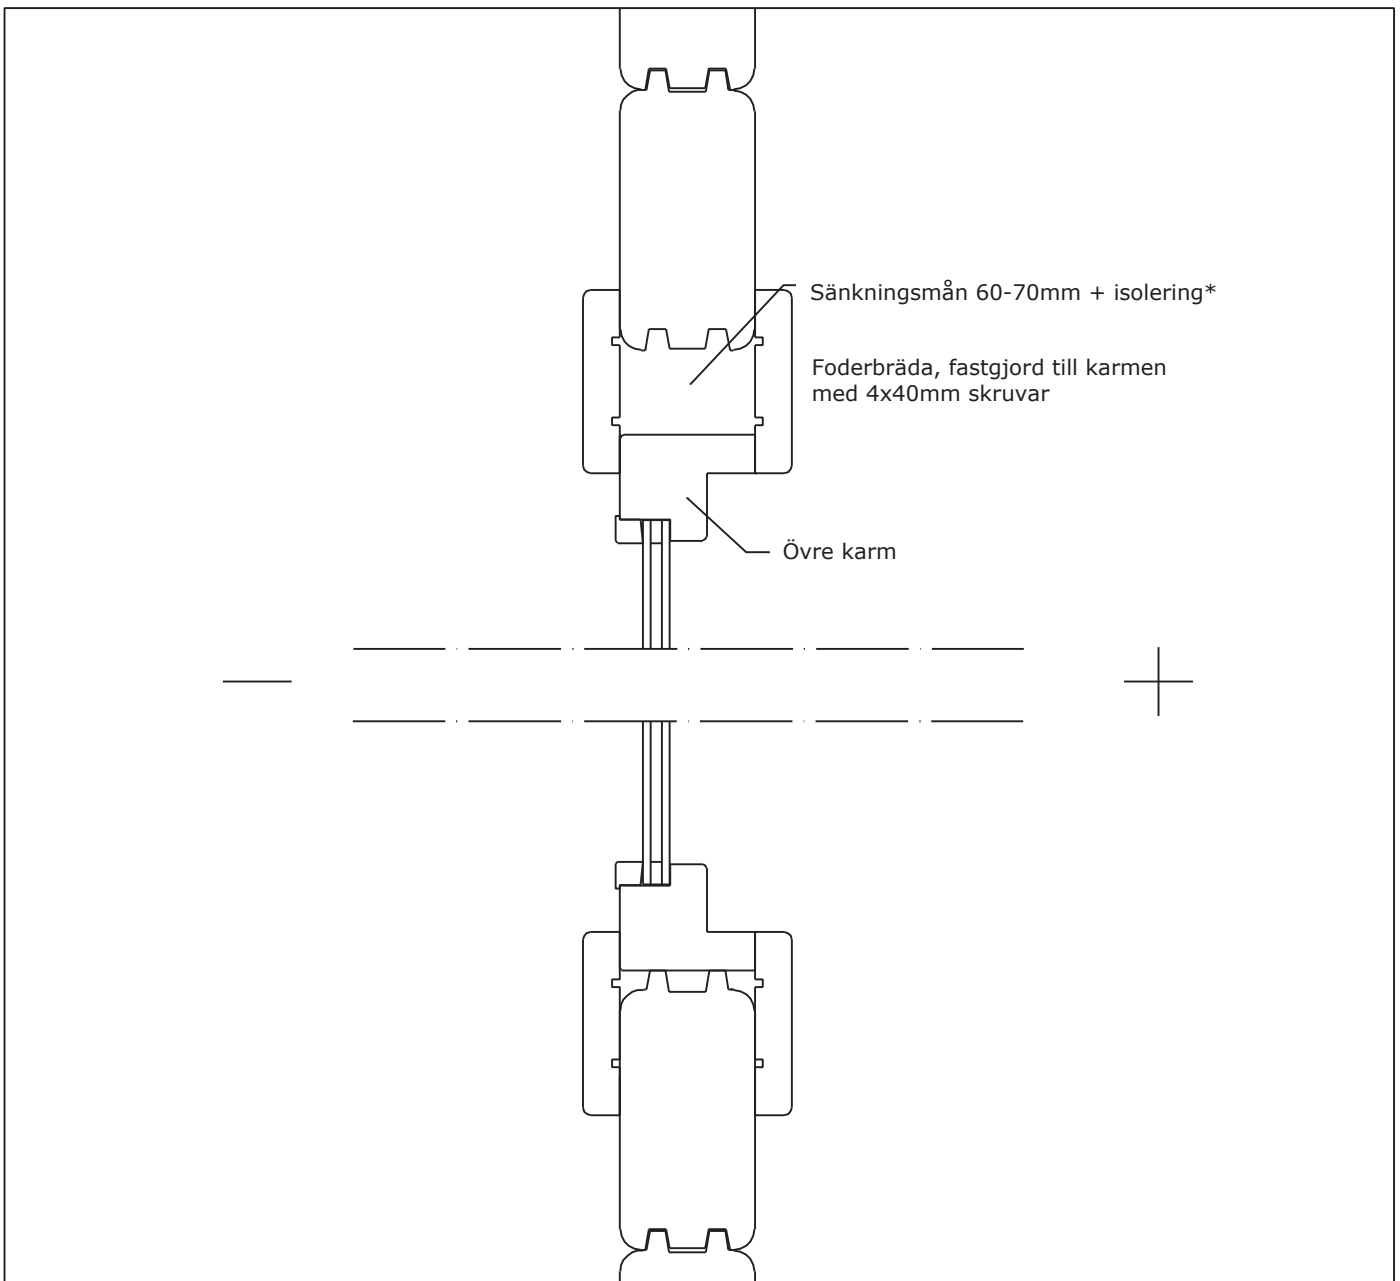 Sänkningsmån 60-70mm + isolering*
Foderbräda, fastgjord till karmen
med 4x40mm skruvar
Övre karm